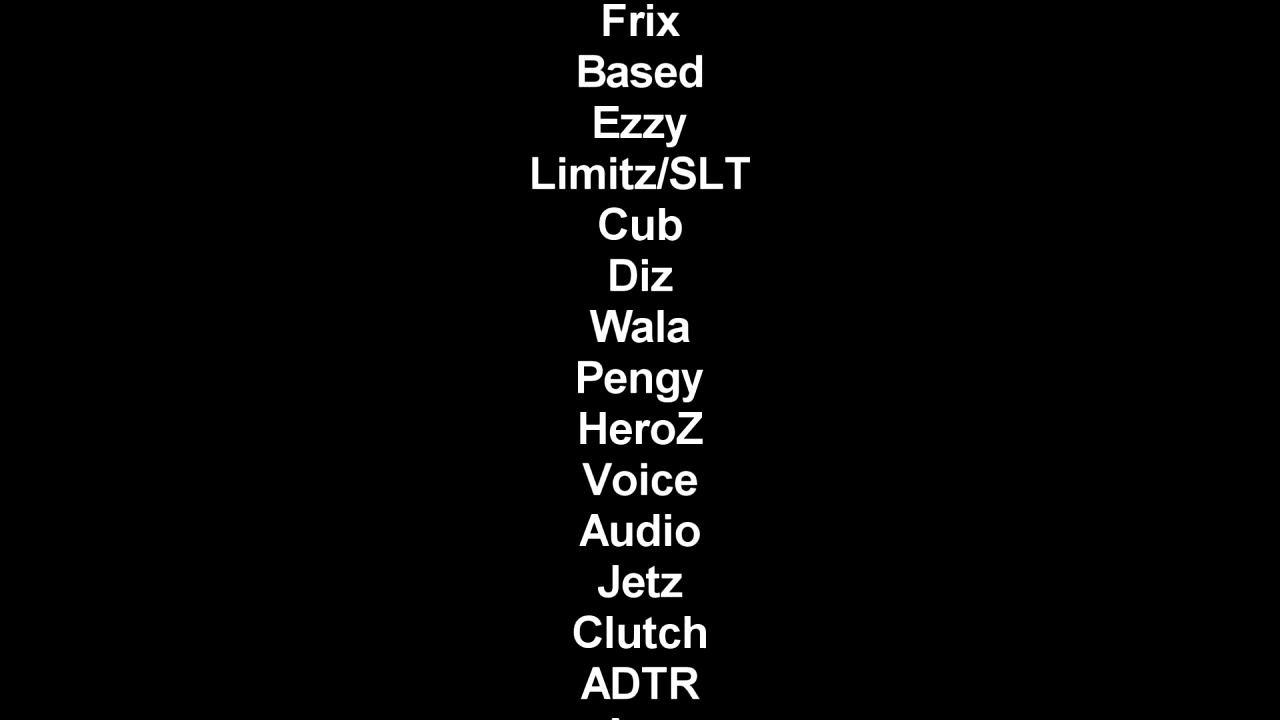 Frix
Based
Ezzy
Limitz/SLT
Cub
Diz
Wala
Pengy
HeroZ
Voice
Audio
Jetz
Clutch
ADTR